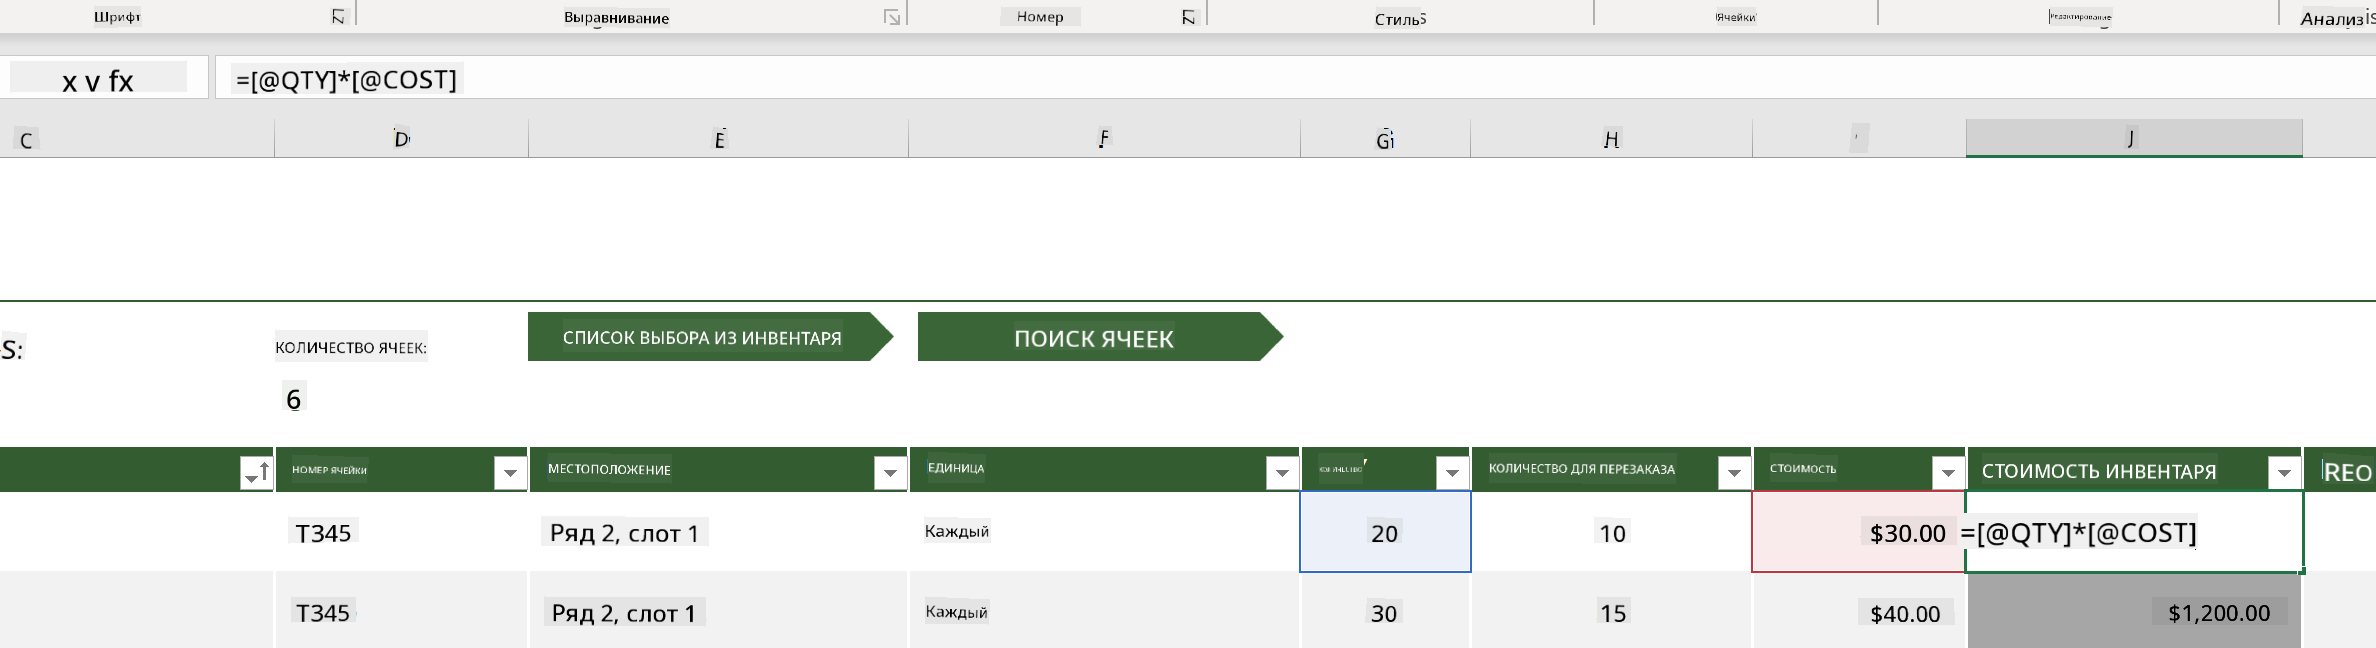 Шрифт Выравнивание Номер Стиль Ячейки Редактирование Анализ
x v fx =[@QTY]*[@COST]
C D E F G H J
S: КОЛИЧЕСТВО ЯЧЕЕК: СПИСОК ВЫБОРА ИЗ ИНВЕНТАРЯ ПОИСК ЯЧЕЕК
6
НОМЕР ЯЧЕЙКИ МЕСТОПОЛОЖЕНИЕ ЕДИНИЦА КОЛИЧЕСТВО ДЛЯ ПЕРЕЗАКАЗА СТОИМОСТЬ СТОИМОСТЬ ИНВЕНТАРЯ REO
T345 Ряд 2, слот 1 Каждый 20 10 $30.00 =[@QTY]*[@COST]
T345 Ряд 2, слот 1 Каждый 30 15 $40.00 $1,200.00